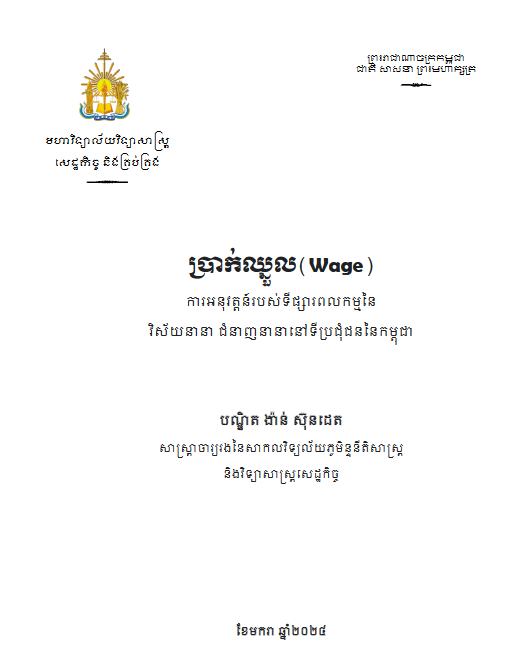 ព្រះរាជាណាចក្រកម្ពុជា
ជាតិ សាសនា ព្រះមហាក្សត្រ
មហាវិទ្យាល័យវិទ្យាសាស្ត្រ
សេដ្ឋកិច្ច និងគ្រប់គ្រង
ប្រាក់ឈ្នួល( Wage )
ការអនុវត្តន៍របស់ទីផ្សារពលកម្មនៃ
វិស័យនានា ជំនាញនានានៅទីប្រជុំជននៃកម្ពុជា
បណ្ឌិត ង៉ាន់ ស៊ុនដេត
សាស្ត្រាចារ្យរងនៃសាកលវិទ្យល័យភូមិន្ទនីតិសាស្ត្រ
និងវិទ្យាសាស្ត្រសេដ្ឋកិច្ច
ខែមករា ឆ្នាំ២០២៤